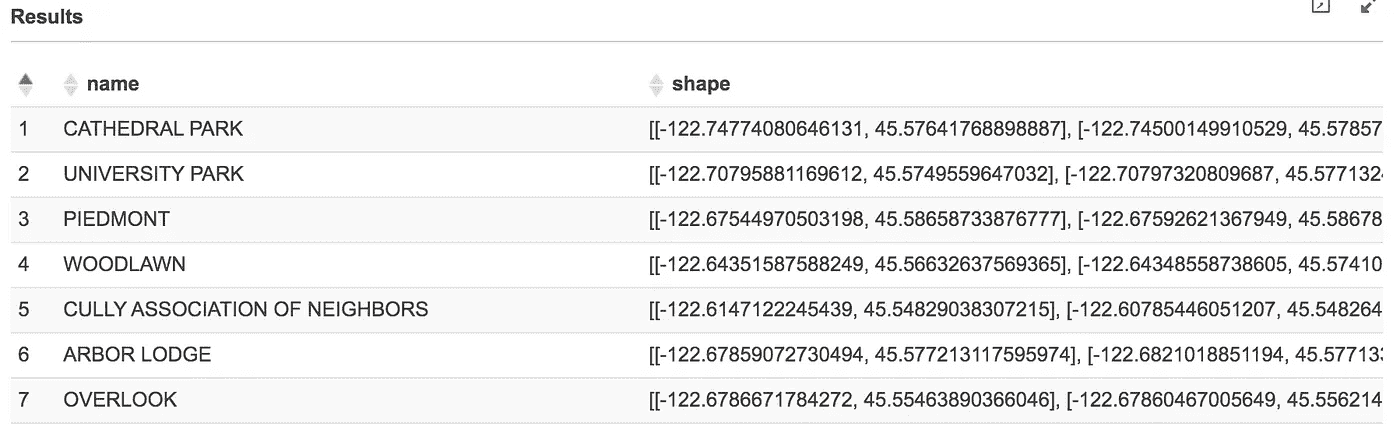 Results
name shape
1 CATHEDRAL PARK [[-122.74774080646131, 45.57641768898887], [-122.74500149910529, 45.57857
2 UNIVERSITY PARK [[-122.70795881169612, 45.5749559647032], [-122.70797320809687, 45.577132
3 PIEDMONT [[-122.67544970503198, 45.58658733876777], [-122.67592621367949, 45.58678
4 WOODLAWN [[-122.64351587588249, 45.56632637569365], [-122.64348558738605, 45.57410
5 CULLY ASSOCIATION OF NEIGHBORS [[-122.6147122245439, 45.54829038307215], [-122.60785446051207, 45.548264
6 ARBOR LODGE [[-122.67859072730494, 45.577213117595974], [-122.6821018851194, 45.57713
7 OVERLOOK [[-122.6786671784272, 45.55463890366046], [-122.67860467005649, 45.556214